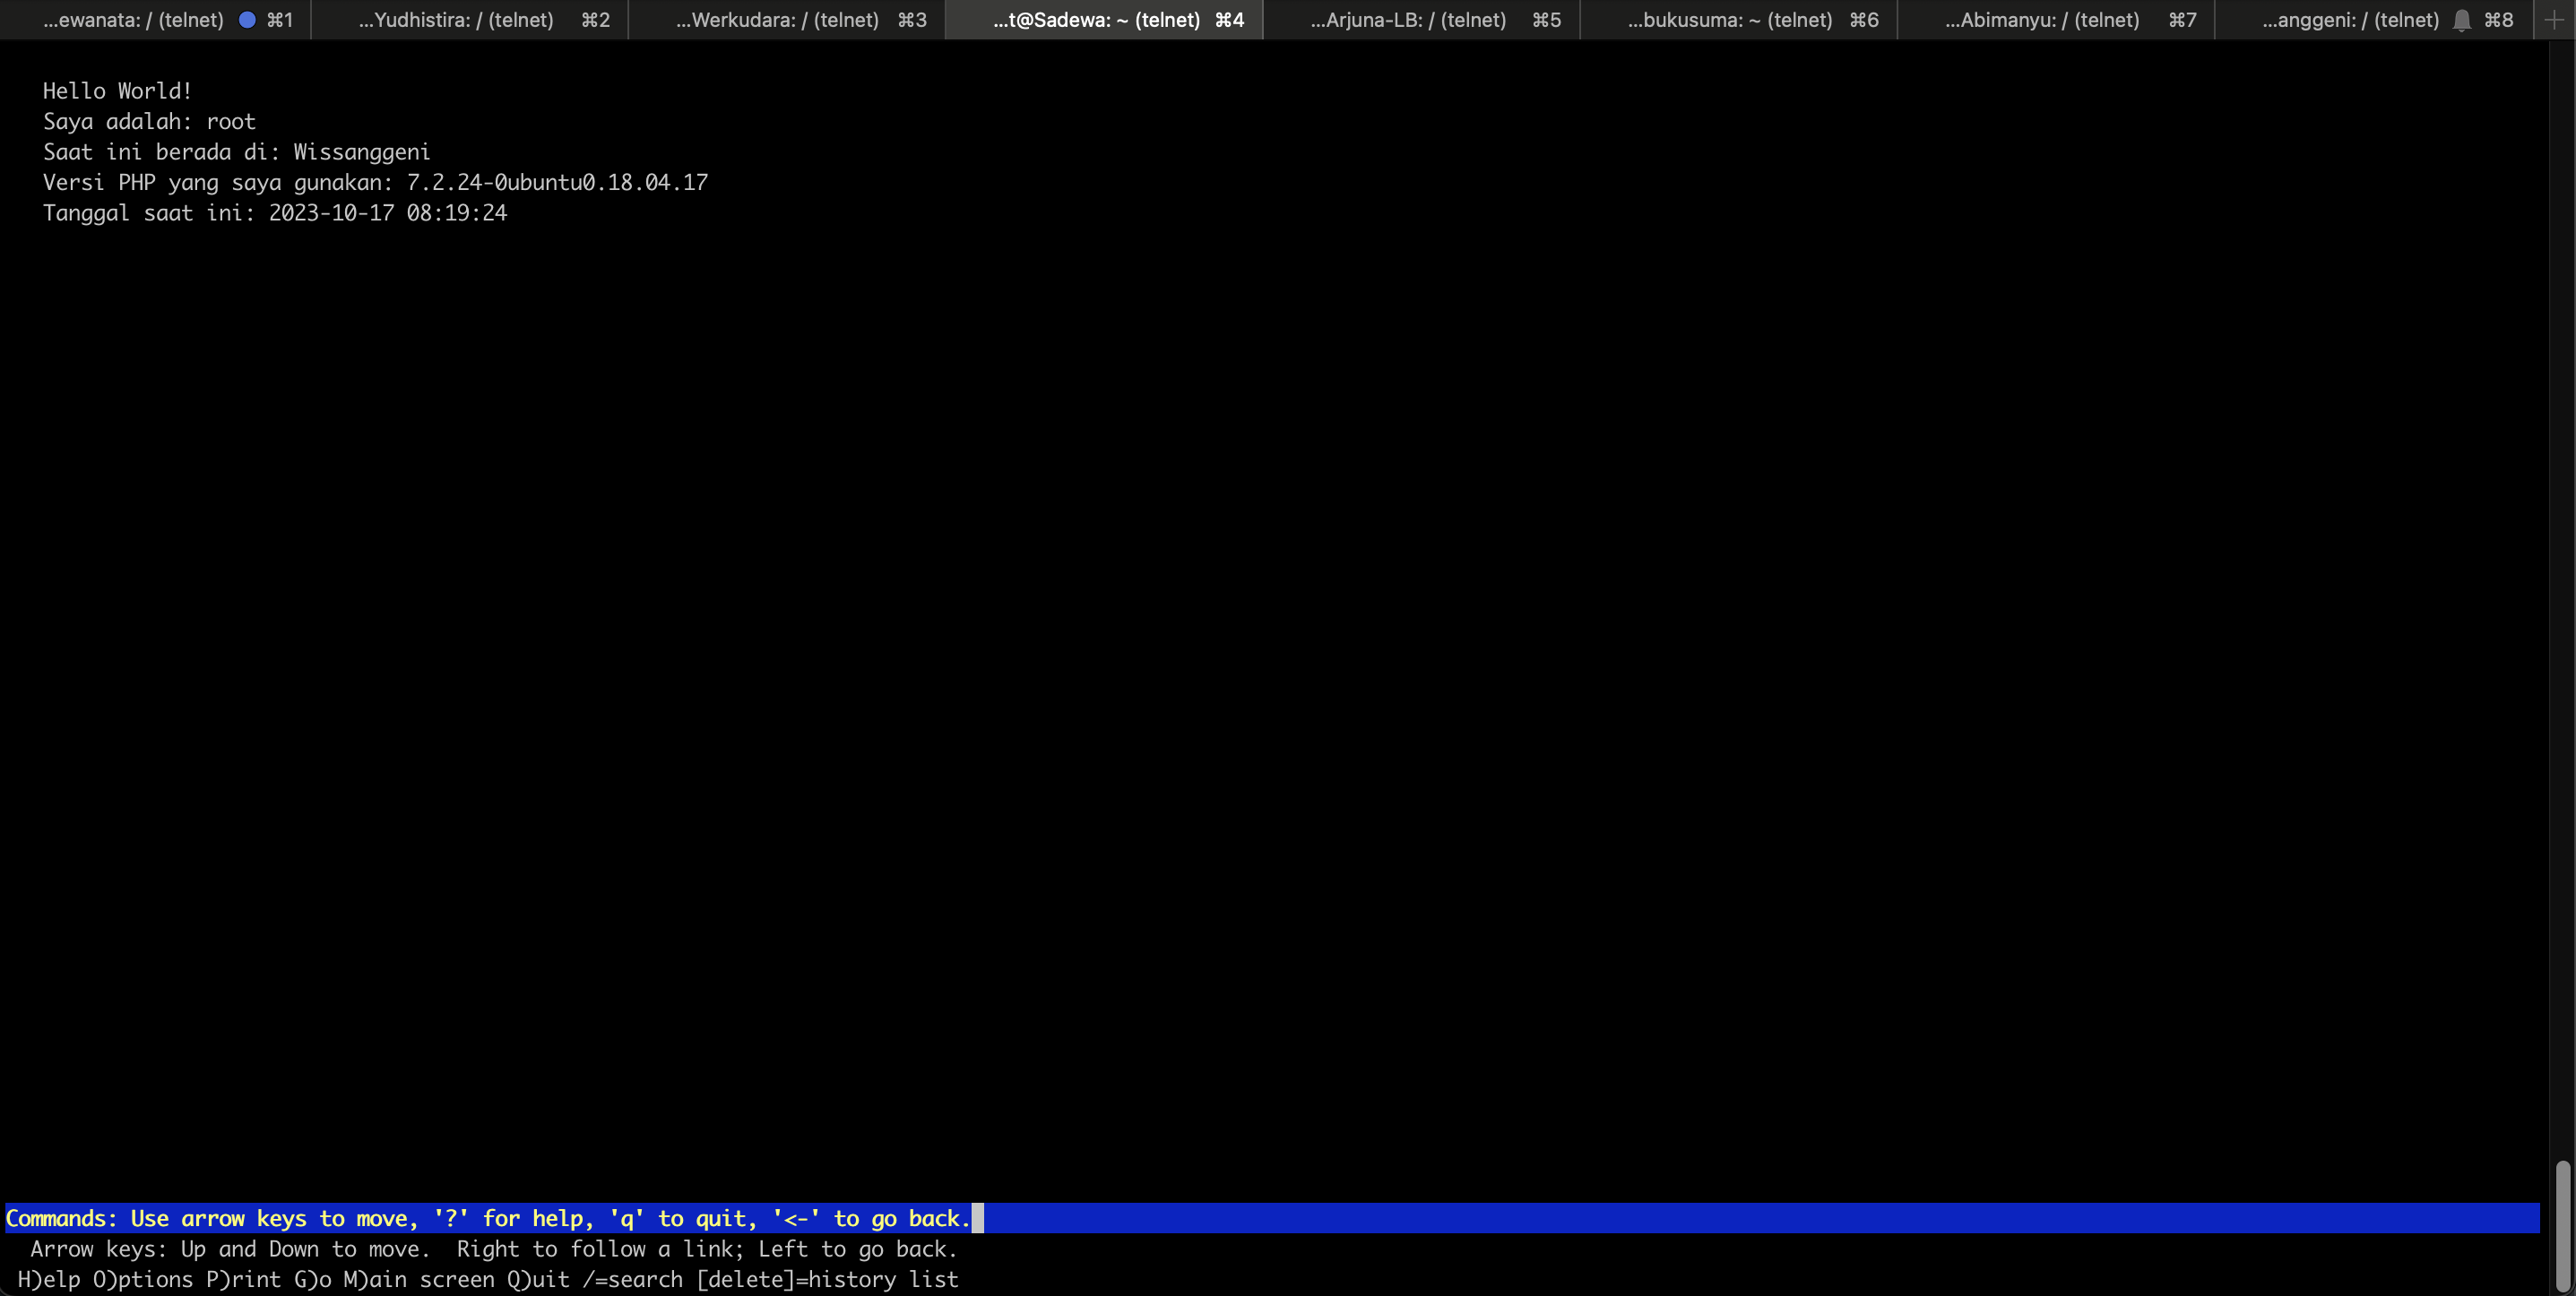 ...ewanata: / (telnet) ⌘1 ...Yudhistira: / (telnet) ⌘2 ...Werkudara: / (telnet) ⌘3 ...t@Sadewa: ~ (telnet) ⌘4 ...Arjuna-LB: / (telnet) ⌘5 ...bukusuma: ~ (telnet) ⌘6 ...Abimanyu: / (telnet) ⌘7 ...anggeni: / (telnet) ⌘8
Hello World!
Saya adalah: root
Saat ini berada di: Wissanggeni
Versi PHP yang saya gunakan: 7.2.24-0ubuntu0.18.04.17
Tanggal saat ini: 2023-10-17 08:19:24
Commands: Use arrow keys to move, '?' for help, 'q' to quit, '<-' to go back.
Arrow keys: Up and Down to move.  Right to follow a link; Left to go back.
H)elp O)ptions P)rint G)o M)ain screen Q)uit /=search [delete]=history list